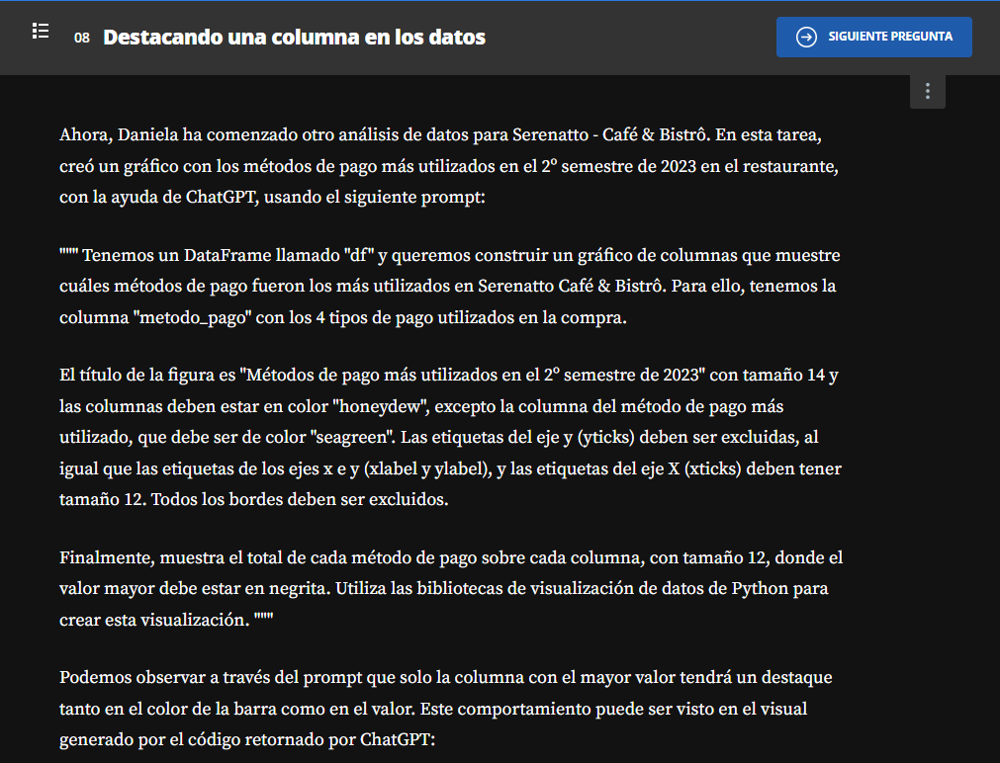 08 Destacando una columna en los datos
SIGUIENTE PREGUNTA
Ahora, Daniela ha comenzado otro análisis de datos para Serenatto - Café & Bistrô. En esta tarea,
creó un gráfico con los métodos de pago más utilizados en el 2º semestre de 2023 en el restaurante,
con la ayuda de ChatGPT, usando el siguiente prompt:
""" Tenemos un DataFrame llamado "df" y queremos construir un gráfico de columnas que muestre
cuáles métodos de pago fueron los más utilizados en Serenatto Café & Bistrô. Para ello, tenemos la
columna "metodo_pago" con los 4 tipos de pago utilizados en la compra.
El título de la figura es "Métodos de pago más utilizados en el 2º semestre de 2023" con tamaño 14 y
las columnas deben estar en color "honeydew", excepto la columna del método de pago más
utilizado, que debe ser de color "seagreen". Las etiquetas del eje y (yticks) deben ser excluidas, al
igual que las etiquetas de los ejes x e y (xlabel y ylabel), y las etiquetas del eje X (xticks) deben tener
tamaño 12. Todos los bordes deben ser excluidos.
Finalmente, muestra el total de cada método de pago sobre cada columna, con tamaño 12, donde el
valor mayor debe estar en negrita. Utiliza las bibliotecas de visualización de datos de Python para
crear esta visualización. """
Podemos observar a través del prompt que solo la columna con el mayor valor tendrá un destaque
tanto en el color de la barra como en el valor. Este comportamiento puede ser visto en el visual
generado por el código retornado por ChatGPT: